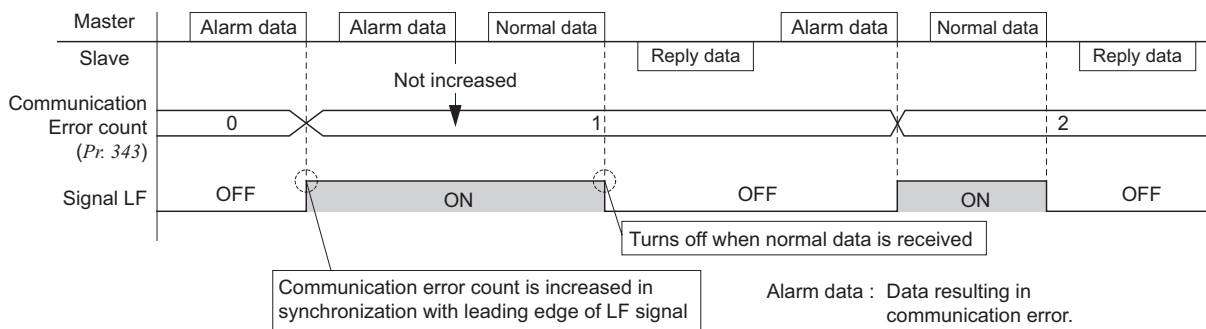 Master
Alarm data
Alarm data
Normal data
Alarm data
Normal data
Slave
Reply data
Reply data
Not increased
Communication
Error count
(Pr. 343)
0
1
2
Signal LF
OFF
ON
OFF
ON
OFF
Turns off when normal data is received
Communication error count is increased in
synchronization with leading edge of LF signal
Alarm data : Data resulting in
communication error.